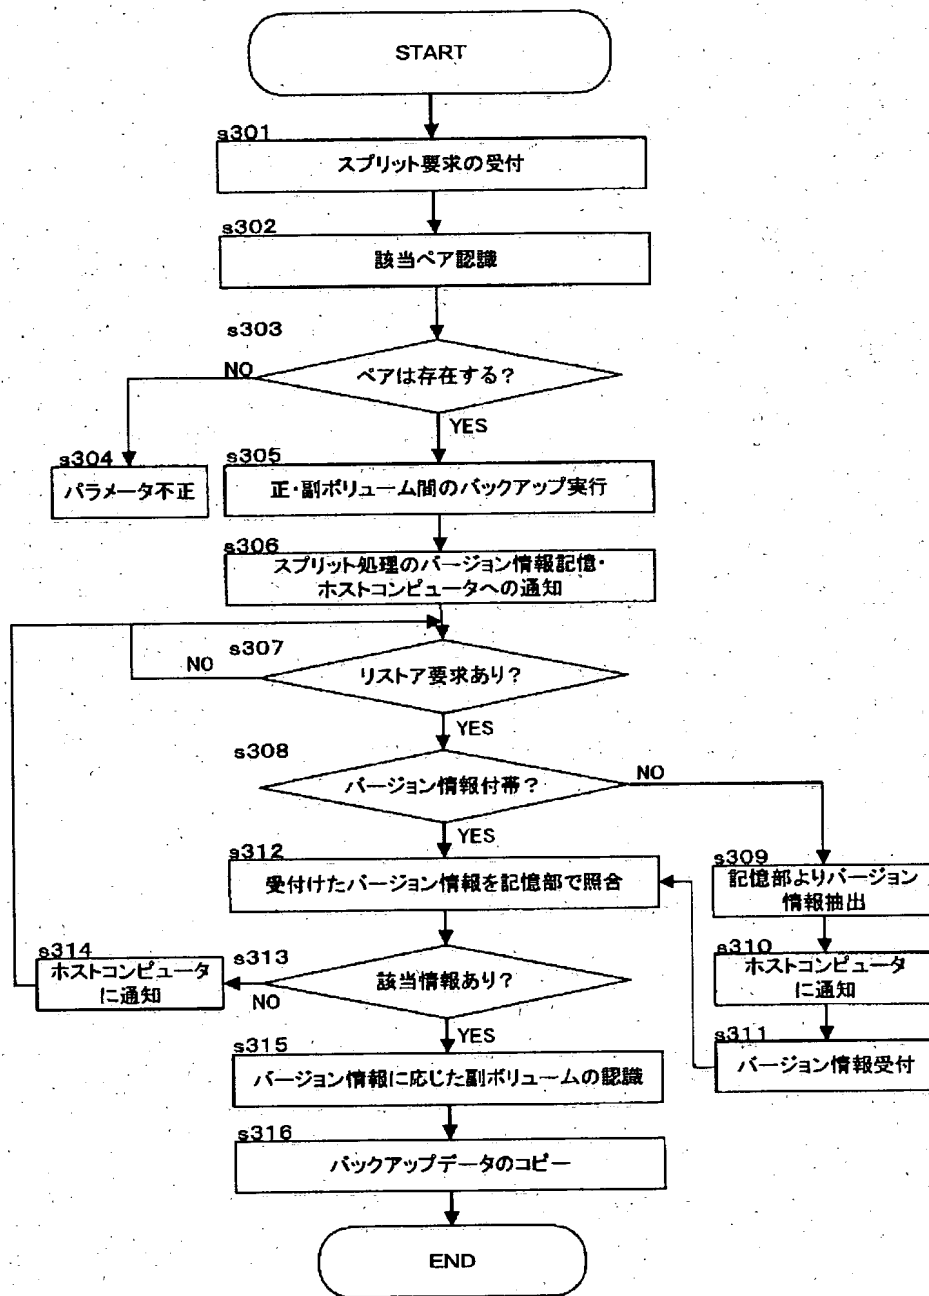 START
s301
スプリット要求の受付
s302
該当ペア認識
s303
ペアは存在する?
NO
YES
s304
パラメータ不正
s305
正・副ボリューム間のバックアップ実行
s306
スプリット処理のバージョン情報記憶・
ホストコンピュータへの通知
s307
リストア要求あり?
NO
YES
s308
バージョン情報付帯?
NO
YES
s309
記憶部よりバージョン
情報抽出
s310
ホストコンピュータ
に通知
s311
バージョン情報受付
s312
受付けたバージョン情報を記憶部で照合
s313
該当情報あり?
NO
YES
s314
ホストコンピュータ
に通知
s315
バージョン情報に応じた副ボリュームの認識
s316
バックアップデータのコピー
END